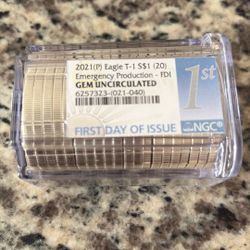 2021(P) Eagle T-1 S$1 (20)
Emergency Production - FDI
GEM UNCIRCULATED
6257323-(021-040)
1st
FIRST DAY OF ISSUE
NGC®